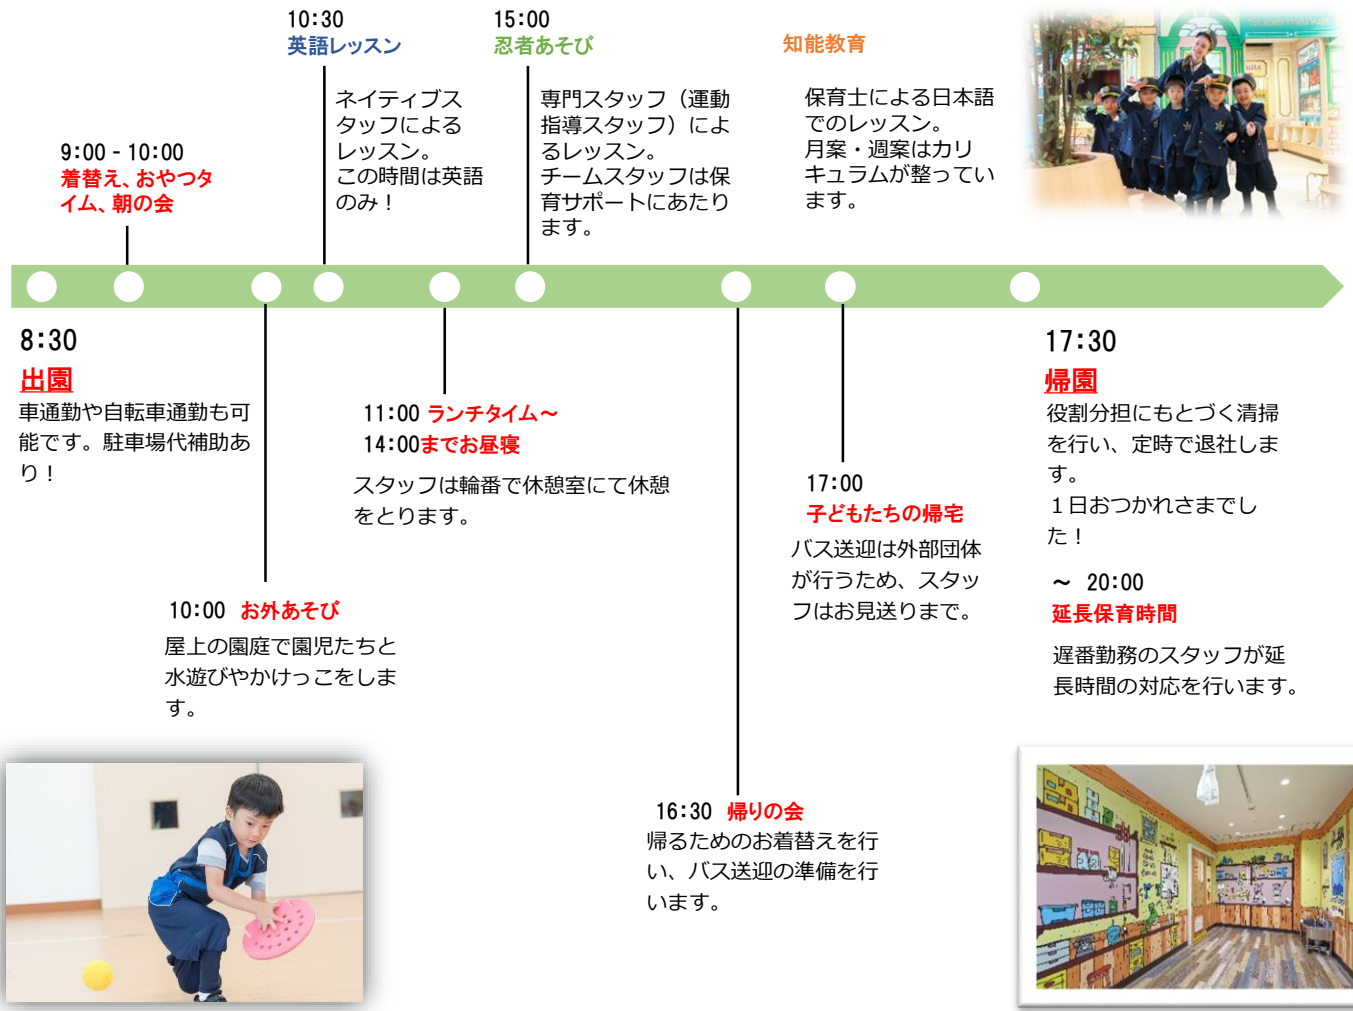 10:30
英語レッスン
ネイティブス
タッフによる
レッスン。
この時間は英語
のみ！
15:00
忍者あそび
専門スタッフ（運動
指導スタッフ）によ
るレッスン。
チームスタッフは保
育サポートにあたり
ます。
知能教育
保育士による日本語
でのレッスン。
月案・週案はカリ
キュラムが整ってい
ます。
9:00 - 10:00
着替え、おやつタ
イム、朝の会
8:30
出園
車通勤や自転車通勤も可
能です。駐車場代補助あ
り！
11:00 ランチタイム～
14:00までお昼寝
スタッフは輪番で休憩室にて休憩
をとります。
10:00 お外あそび
屋上の園庭で園児たちと
水遊びやかけっこをしま
す。
17:00
子どもたちの帰宅
バス送迎は外部団体
が行うため、スタッ
フはお見送りまで。
16:30 帰りの会
帰るためのお着替えを行
い、バス送迎の準備を行
います。
17:30
帰園
役割分担にもとづく清掃
を行い、定時で退社しま
す。
１日おつかれさまでし
た！
～ 20:00
延長保育時間
遅番勤務のスタッフが延
長時間の対応を行います。